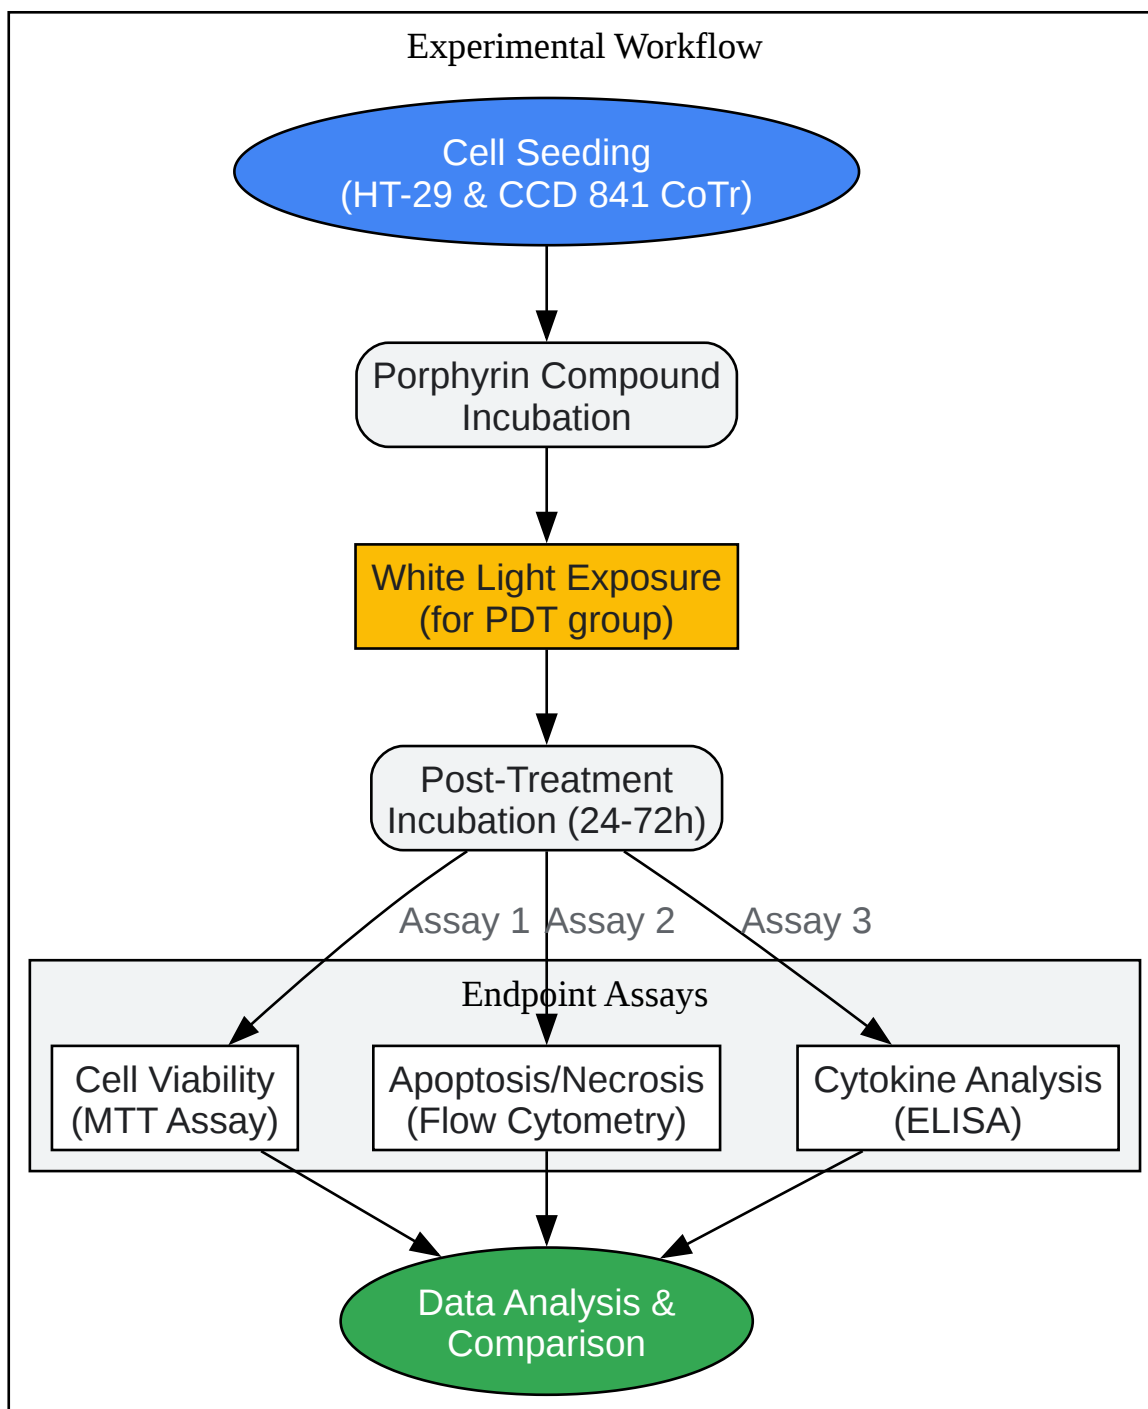 Experimental Workflow
Cell Seeding
(HT-29 & CCD 841 CoTr)
Porphyrin Compound
Incubation
White Light Exposure
(for PDT group)
Post-Treatment
Incubation (24-72h)
Assay 1
Assay 2
Assay 3
Endpoint Assays
Cell Viability
(MTT Assay)
Apoptosis/Necrosis
(Flow Cytometry)
Cytokine Analysis
(ELISA)
Data Analysis &
Comparison